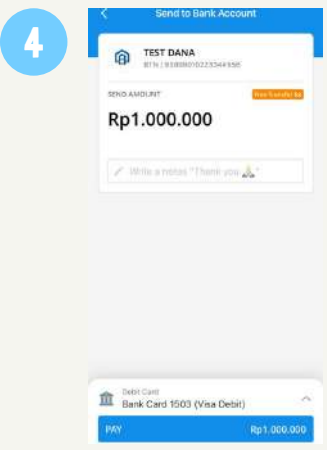 4
Send to Bank Account
TEST DANA
BTN |
SEND AMOUNT
Free Transfer
Rp1.000.000
Write a notes "Thank you 🙏"
Debit Card
Bank Card 1503 (Visa Debit)
PAY Rp1.000.000